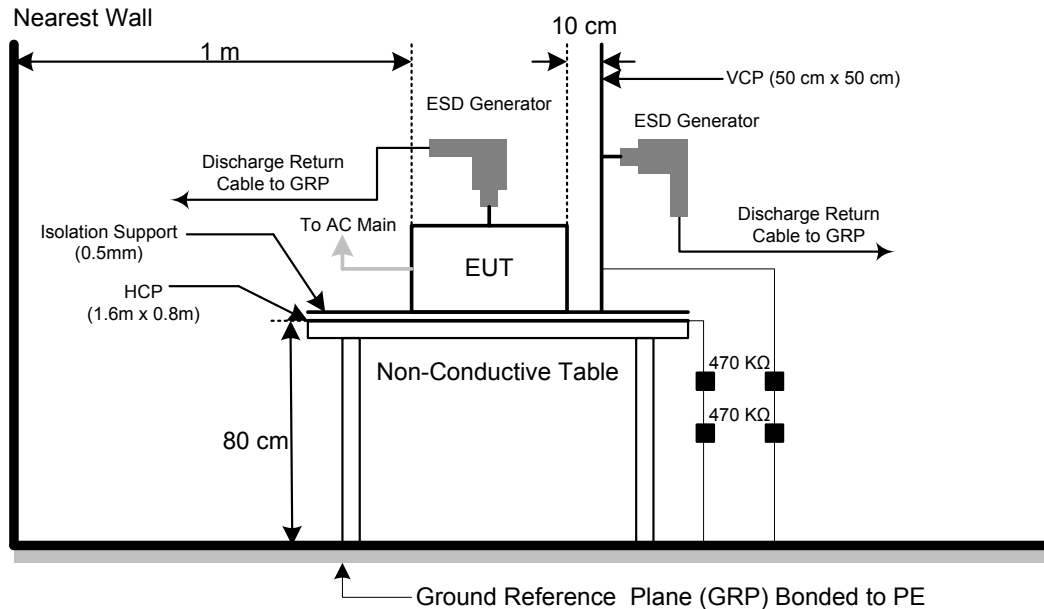 Nearest Wall
10 cm
1 m
VCP (50 cm x 50 cm)
ESD Generator
ESD Generator
Discharge Return
Cable to GRP
To AC Main
Discharge Return
Cable to GRP
Isolation Support
(0.5mm)
EUT
HCP
(1.6m x 0.8m)
470 KΩ
Non-Conductive Table
470 KΩ
80 cm
Ground Reference Plane (GRP) Bonded to PE